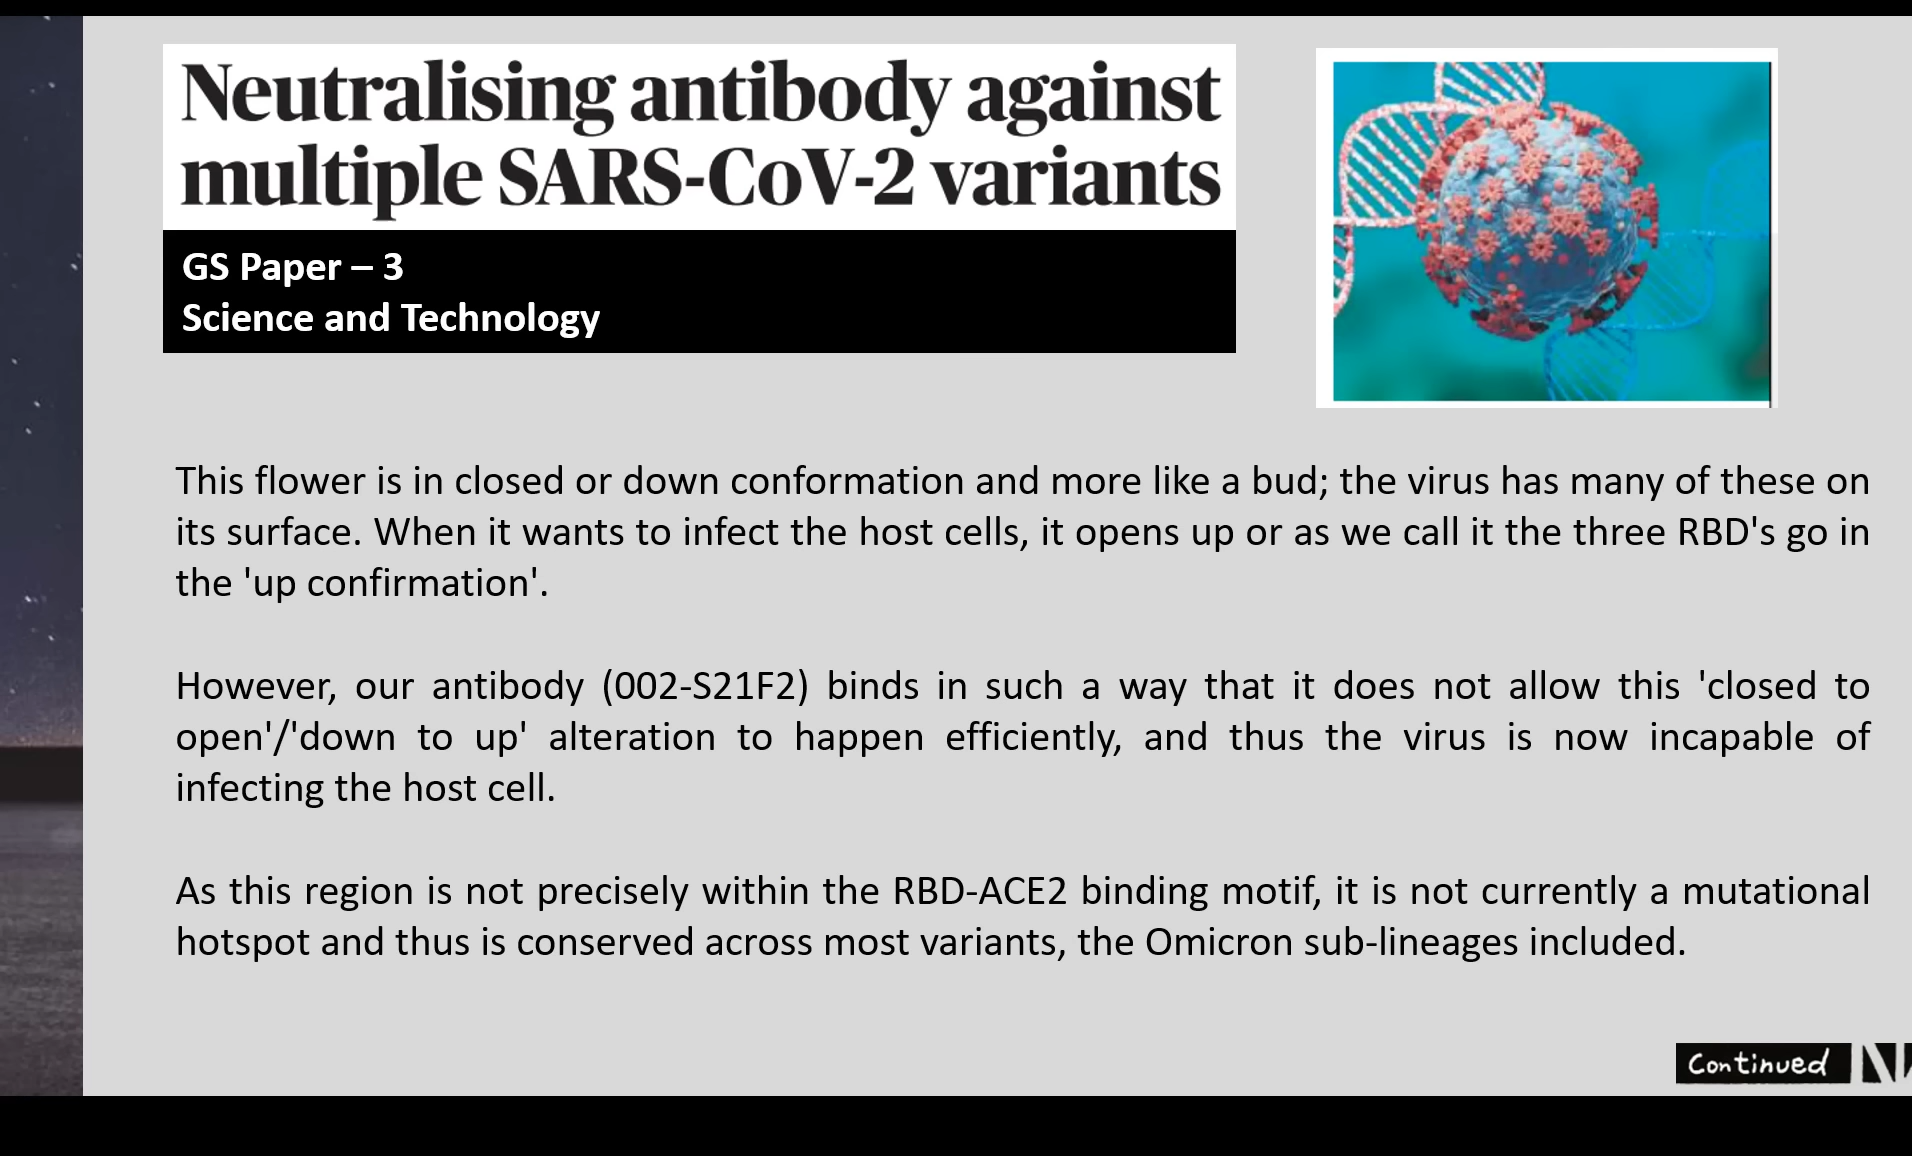 Neutralising antibody against
multiple SARS-CoV-2 variants
GS Paper – 3
Science and Technology
This flower is in closed or down conformation and more like a bud; the virus has many of these on
its surface. When it wants to infect the host cells, it opens up or as we call it the three RBD's go in
the 'up confirmation'.
However, our antibody (002-S21F2) binds in such a way that it does not allow this 'closed to
open'/'down to up' alteration to happen efficiently, and thus the virus is now incapable of
infecting the host cell.
As this region is not precisely within the RBD-ACE2 binding motif, it is not currently a mutational
hotspot and thus is conserved across most variants, the Omicron sub-lineages included.
Continued